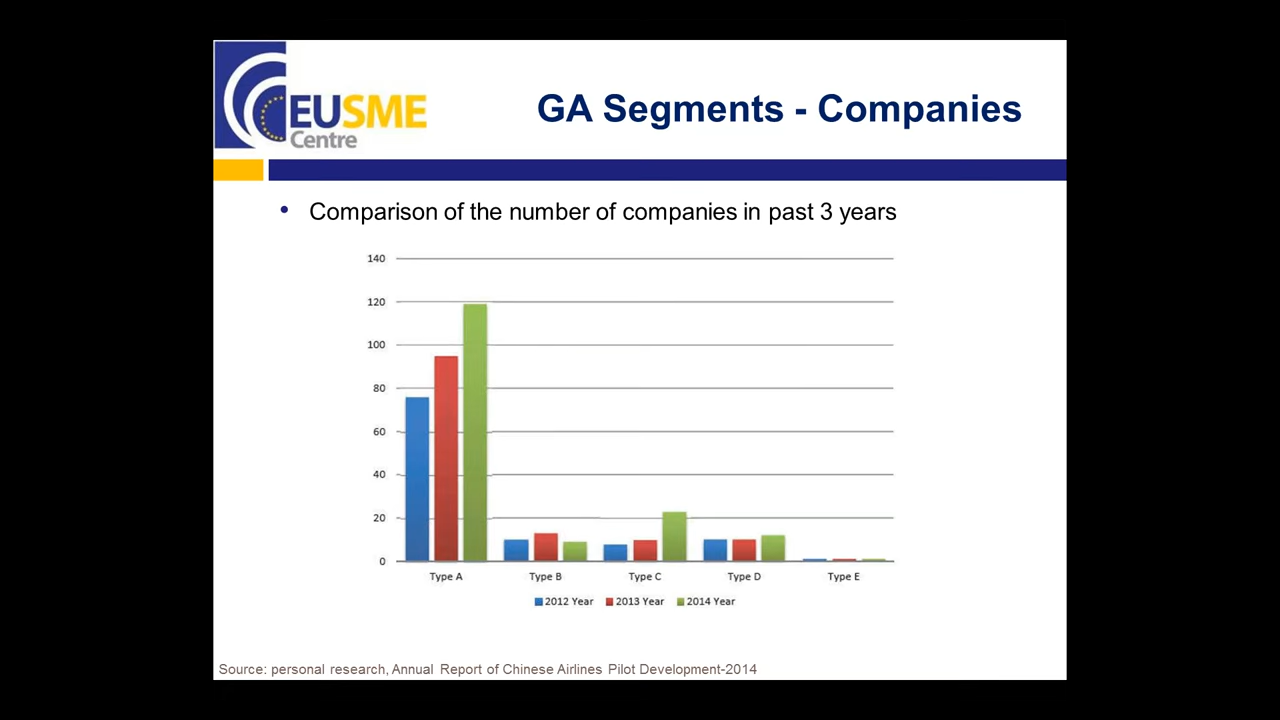 EUSME
Centre
GA Segments - Companies
• Comparison of the number of companies in past 3 years
140
120
100
80
60
40
20
0
Type A Type B Type C Type D Type E
2012 Year 2013 Year 2014 Year
Source: personal research, Annual Report of Chinese Airlines Pilot Development-2014